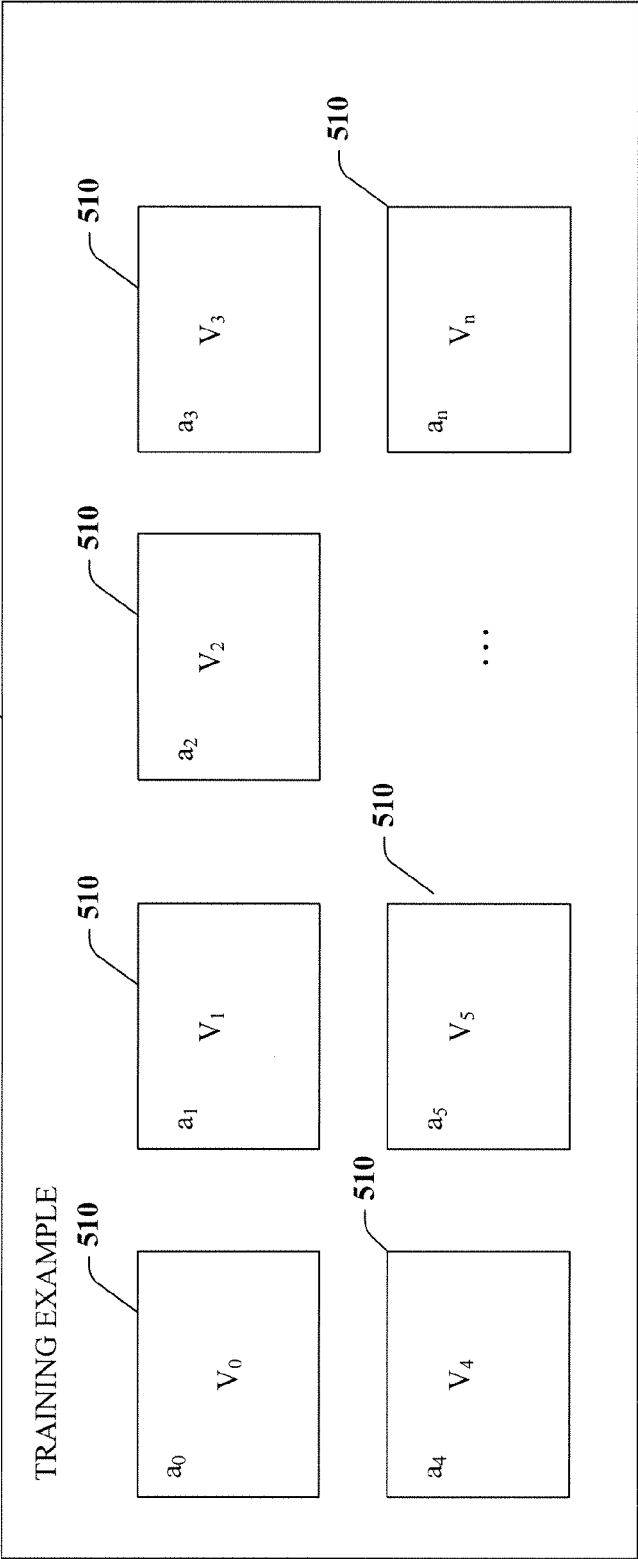 TRAINING EXAMPLE
510 510 510 510
a₀ V₀ a₁ V₁ a₂ V₂ a₃ V₃
510 510 510
a₄ V₄ a₅ V₅ ... aₙ Vₙ